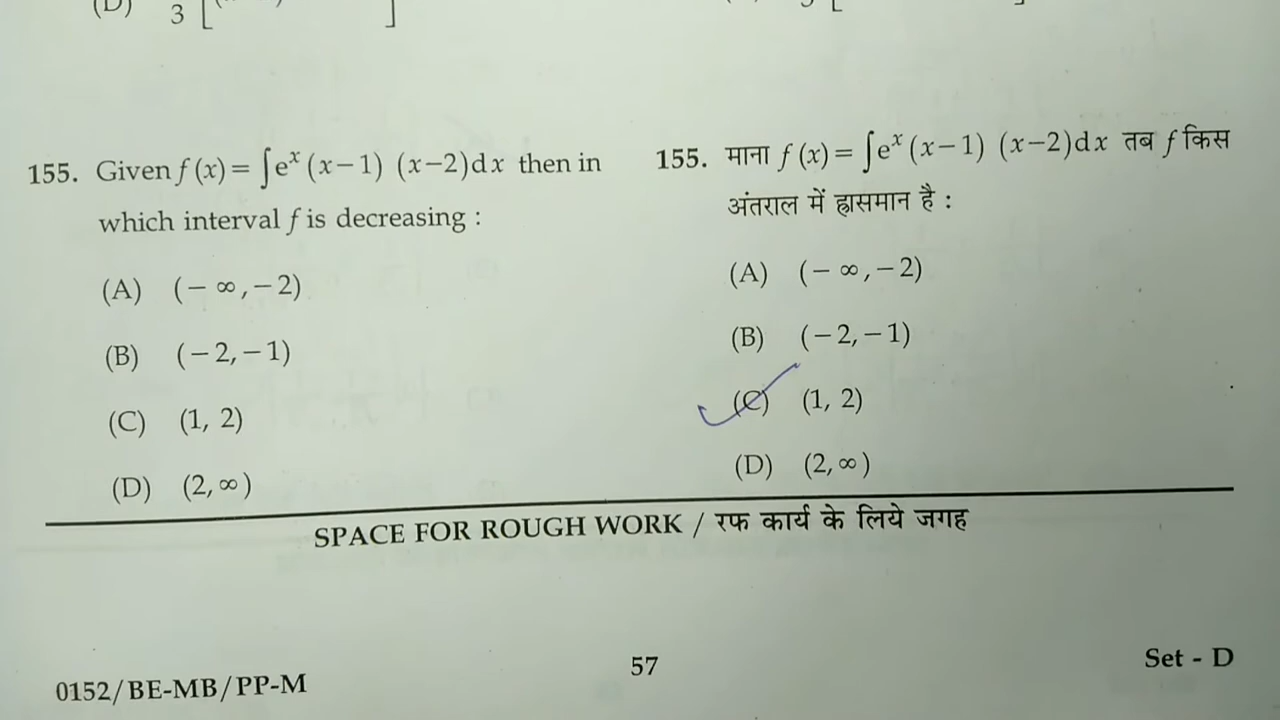 (D) 3 [ ]
155. Given f (x) = ∫eˣ (x−1) (x−2)dx then in
which interval f is decreasing :
(A) (− ∞, − 2)
(B) (− 2, − 1)
(C) (1, 2)
(D) (2, ∞)
155. माना f (x) = ∫eˣ (x−1) (x−2)dx तब f किस
अंतराल में ह्रासमान है :
(A) (− ∞, − 2)
(B) (− 2, − 1)
(C) (1, 2)
(D) (2, ∞)
SPACE FOR ROUGH WORK / रफ कार्य के लिये जगह
0152/BE-MB/PP-M
57
Set - D